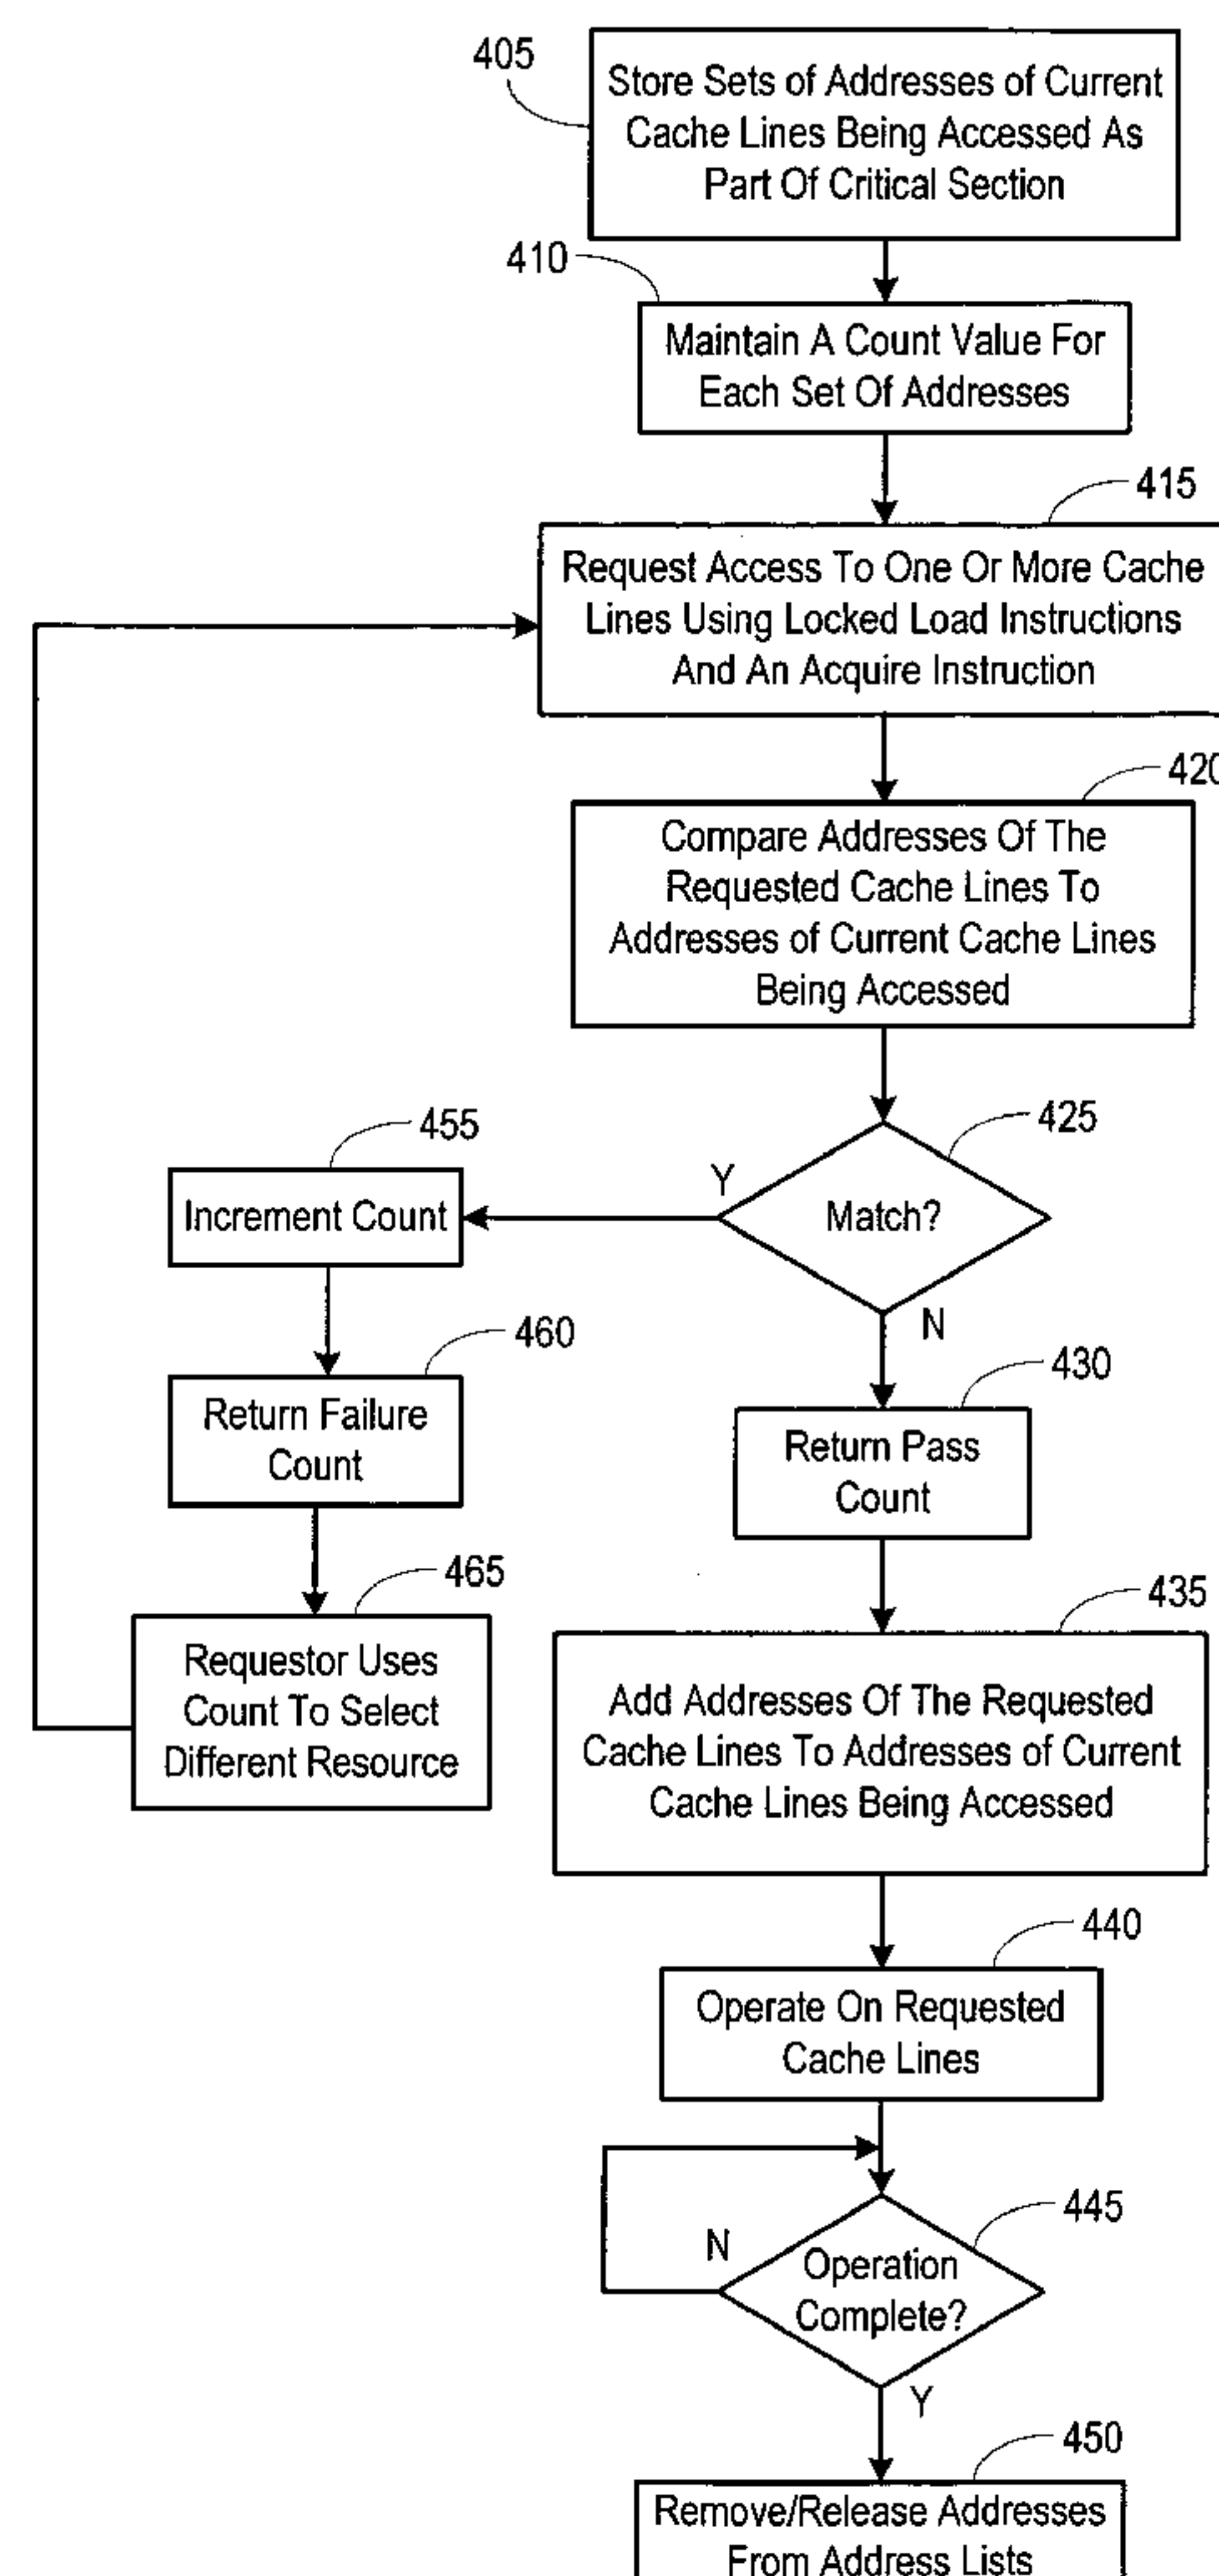 405
Store Sets of Addresses of Current
Cache Lines Being Accessed As
Part Of Critical Section
410
Maintain A Count Value For
Each Set Of Addresses
415
Request Access To One Or More Cache
Lines Using Locked Load Instructions
And An Acquire Instruction
420
Compare Addresses Of The
Requested Cache Lines To
Addresses of Current Cache Lines
Being Accessed
425
Match?
Y
N
455
Increment Count
460
Return Failure
Count
465
Requestor Uses
Count To Select
Different Resource
430
Return Pass
Count
435
Add Addresses Of The Requested
Cache Lines To Addresses of Current
Cache Lines Being Accessed
440
Operate On Requested
Cache Lines
445
Operation
Complete?
N
Y
450
Remove/Release Addresses
From Address Lists